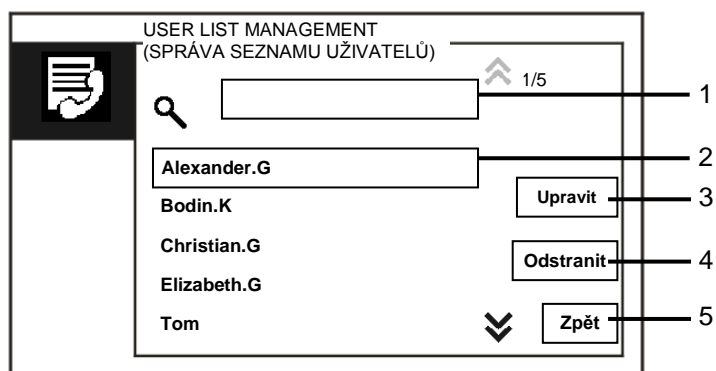 USER LIST MANAGEMENT
(SPRÁVA SEZNAMU UŽIVATELŮ)
1/5
1
Alexander.G
2
Bodin.K
Upravit
3
Christian.G
Odstranit
4
Elizabeth.G
Tom
Zpět
5